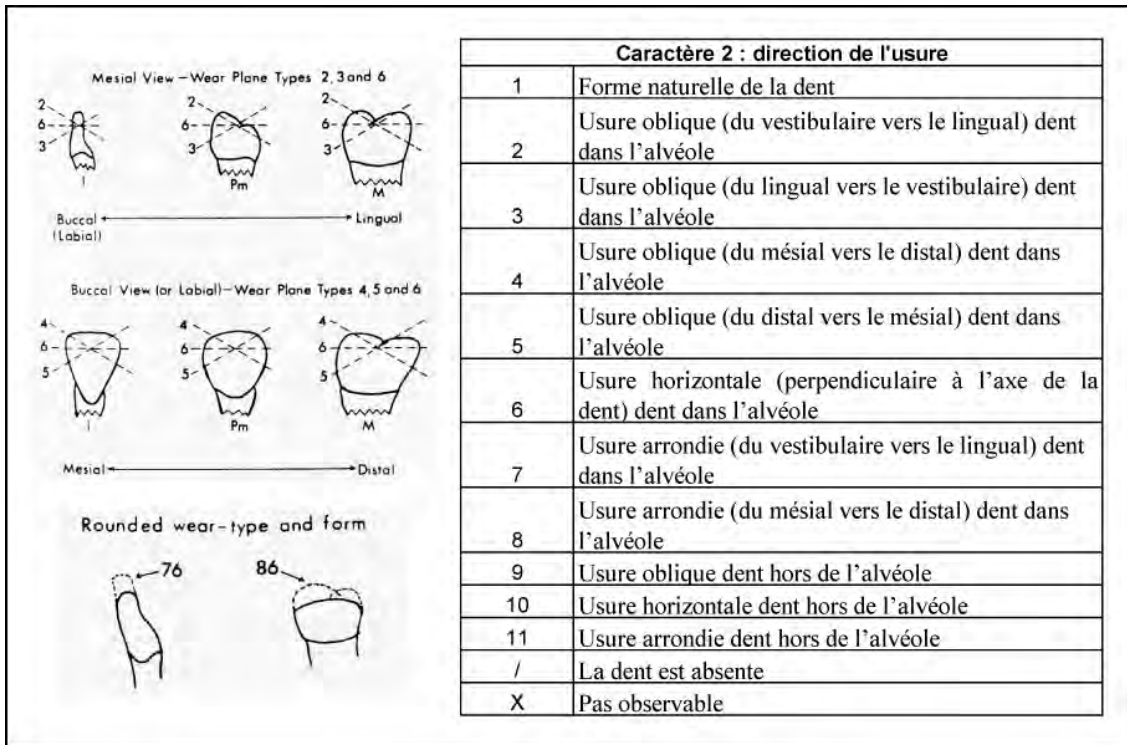 Mesial View – Wear Plane Types 2, 3 and 6
2
6
3
I
2
6
3
Pm
2
6
3
M
Buccal
(Labial)
Lingual
Buccal View (or Labial) – Wear Plane Types 4, 5 and 6
4
6
5
I
4
6
5
Pm
4
6
5
M
Mesial
Distal
Rounded wear-type and form
76
86
Caractère 2 : direction de l'usure
1 Forme naturelle de la dent
Usure oblique (du vestibulaire vers le lingual) dent
2 dans l’alvéole
Usure oblique (du lingual vers le vestibulaire) dent
3 dans l’alvéole
Usure oblique (du mésial vers le distal) dent dans
4 l’alvéole
Usure oblique (du distal vers le mésial) dent dans
5 l’alvéole
Usure horizontale (perpendiculaire à l’axe de la
6 dent) dent dans l’alvéole
Usure arrondie (du vestibulaire vers le lingual) dent
7 dans l’alvéole
Usure arrondie (du mésial vers le distal) dent dans
8 l’alvéole
9 Usure oblique dent hors de l’alvéole
10 Usure horizontale dent hors de l’alvéole
11 Usure arrondie dent hors de l’alvéole
/ La dent est absente
X Pas observable